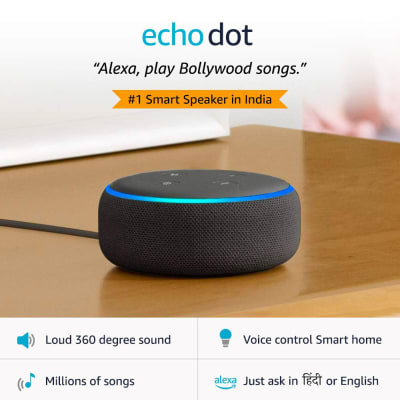 echo dot
“Alexa, play Bollywood songs.”
#1 Smart Speaker in India
Loud 360 degree sound
Voice control Smart home
Millions of songs
alexa Just ask in हिंदी or English